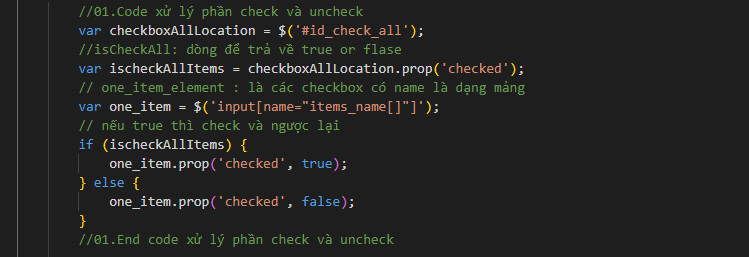 //01.Code xử lý phần check và uncheck
var checkboxAllLocation = $('#id_check_all');
//isCheckAll: dòng để trả về true or flase
var ischeckAllItems = checkboxAllLocation.prop('checked');
// one_item_element : là các checkbox có name là dạng mảng
var one_item = $('input[name="items_name[]"]');
// nếu true thì check và ngược lại
if (ischeckAllItems) {
one_item.prop('checked', true);
} else {
one_item.prop('checked', false);
}
//01.End code xử lý phần check và uncheck